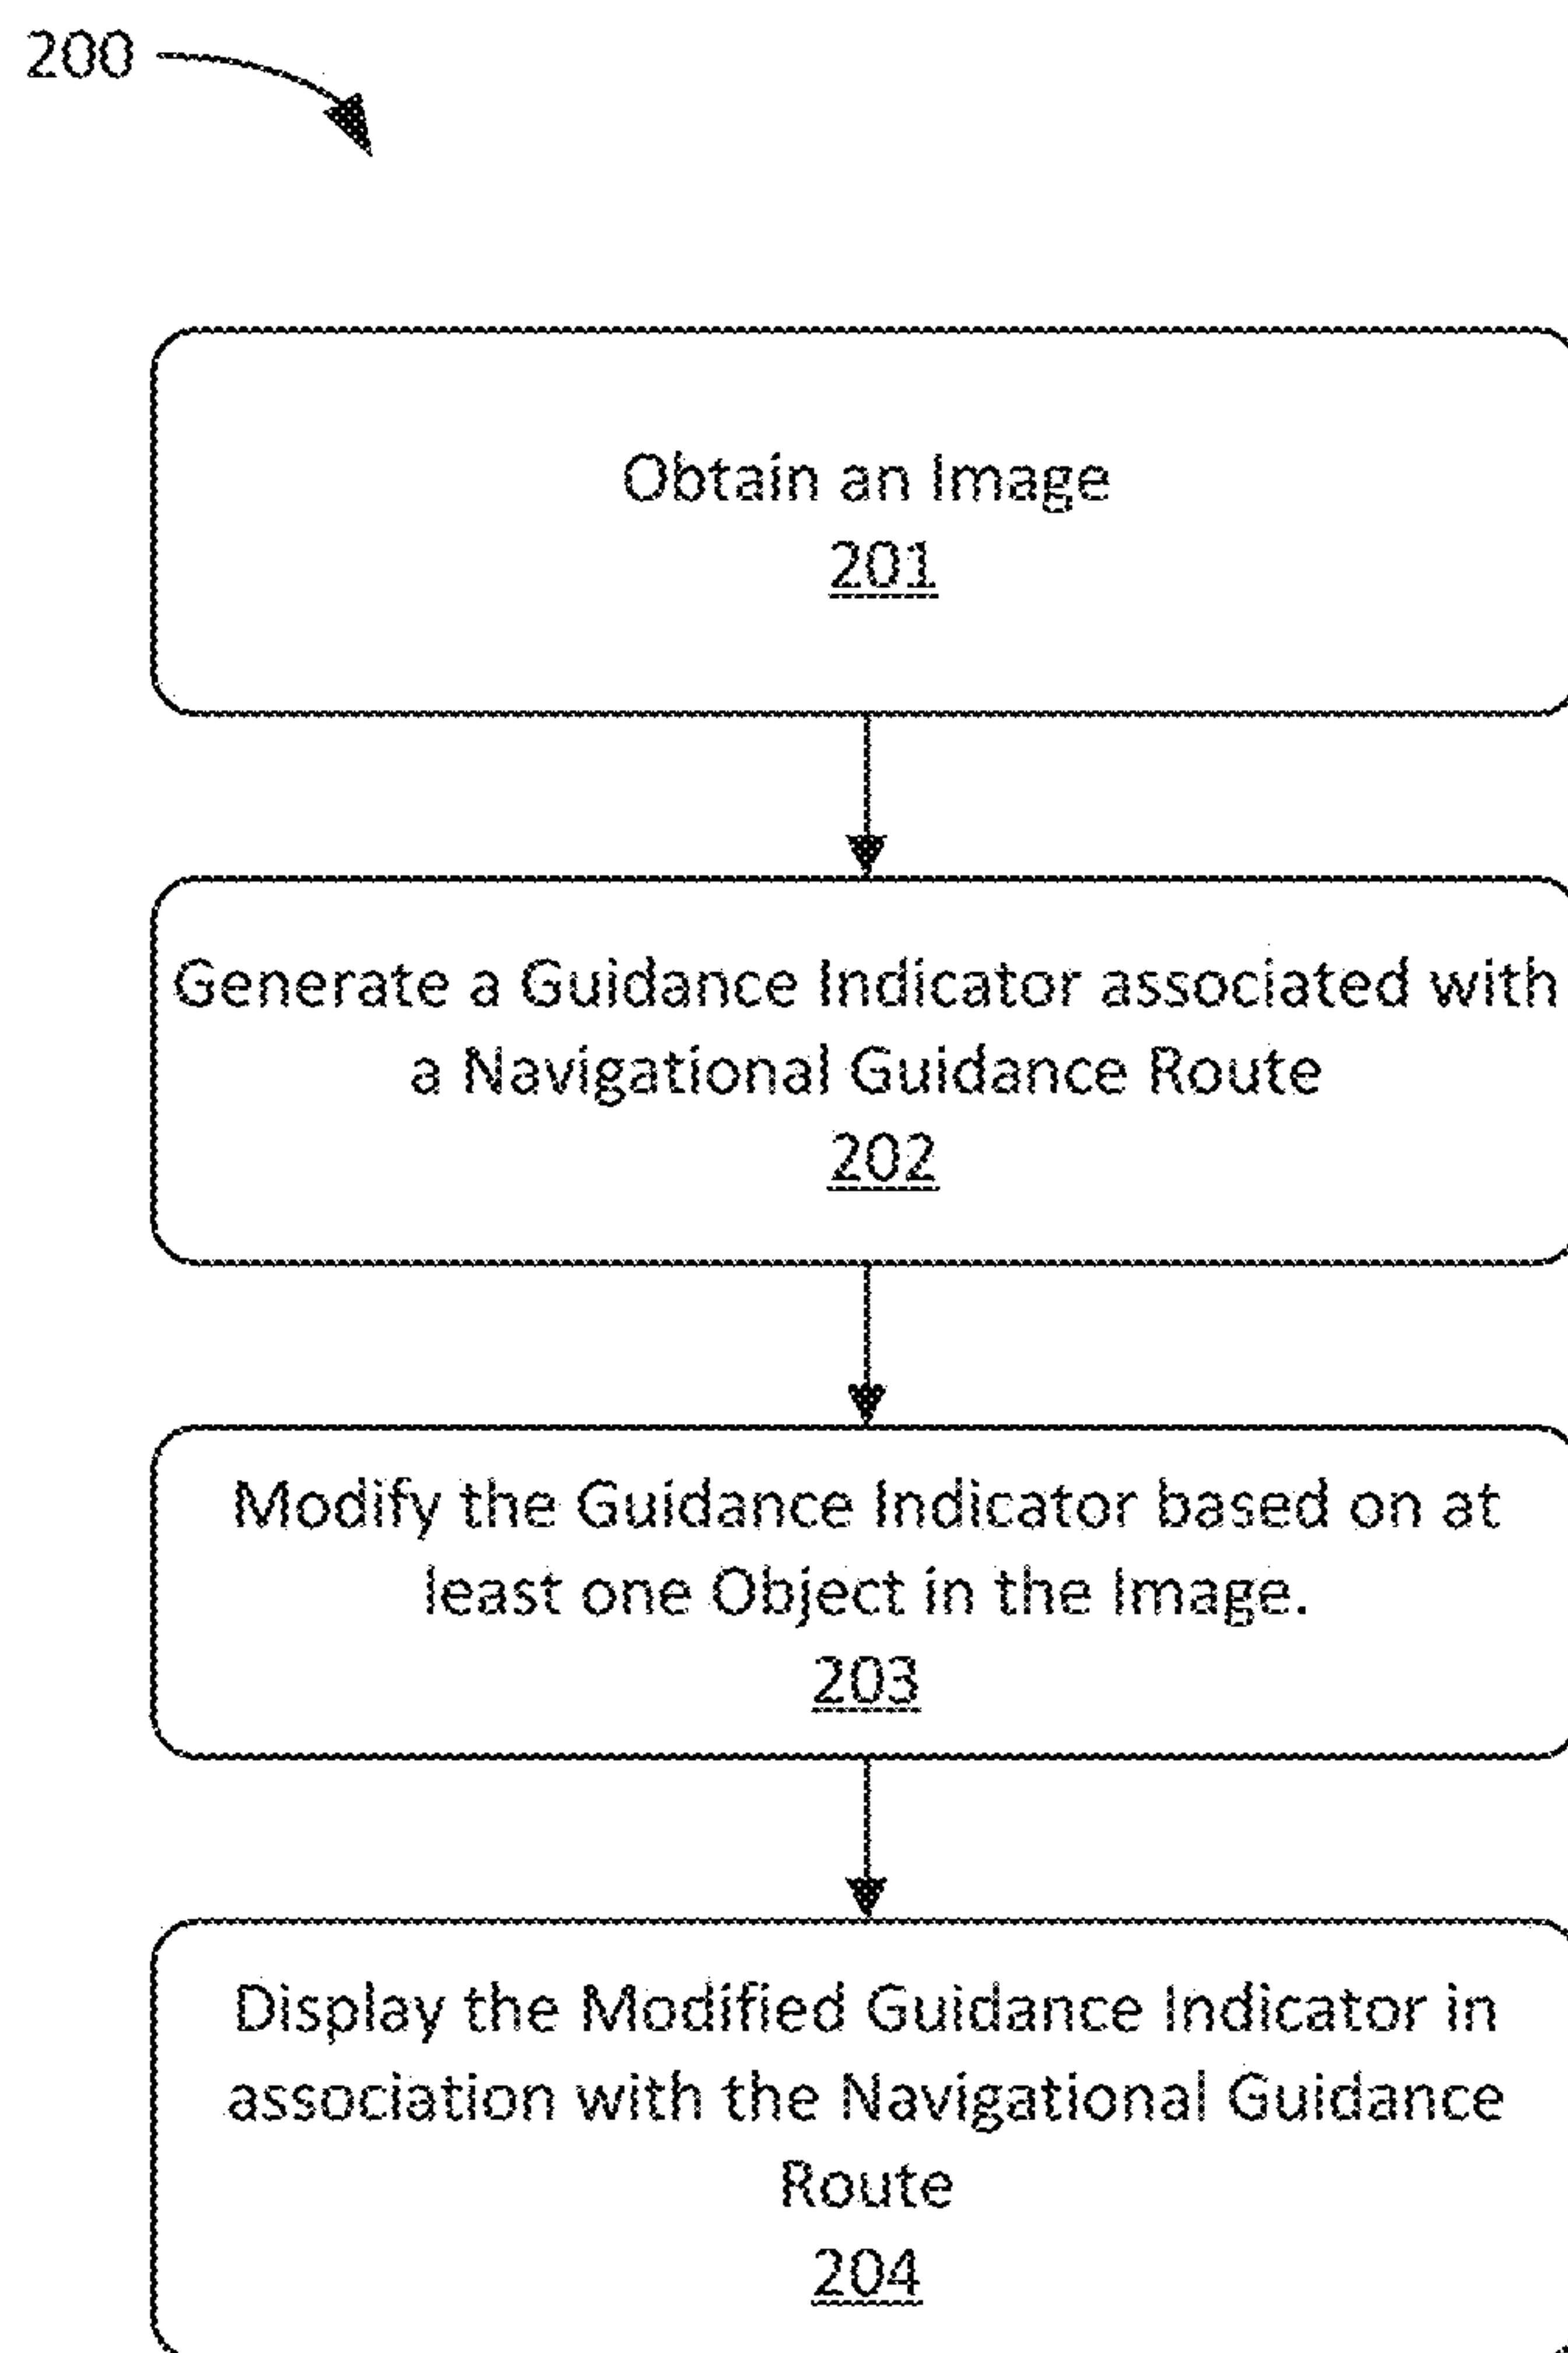 200
Obtain an Image
201
Generate a Guidance Indicator associated with
a Navigational Guidance Route
202
Modify the Guidance Indicator based on at
least one Object in the Image.
203
Display the Modified Guidance Indicator in
association with the Navigational Guidance
Route
204